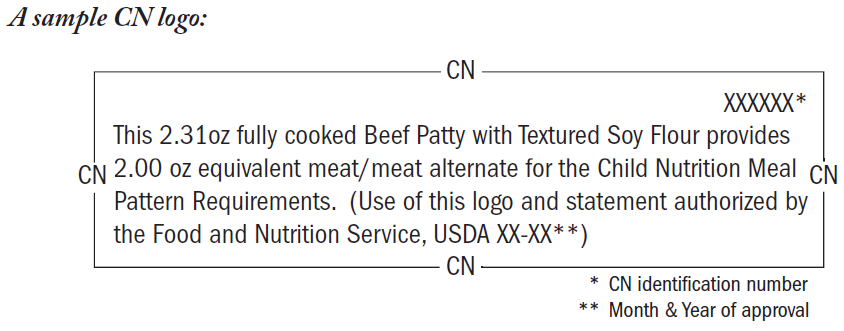 A sample CN logo:
CN
XXXXXX*
This 2.31oz fully cooked Beef Patty with Textured Soy Flour provides
CN 2.00 oz equivalent meat/meat alternate for the Child Nutrition Meal CN
Pattern Requirements. (Use of this logo and statement authorized by
the Food and Nutrition Service, USDA XX-XX**)
CN
* CN identification number
** Month & Year of approval